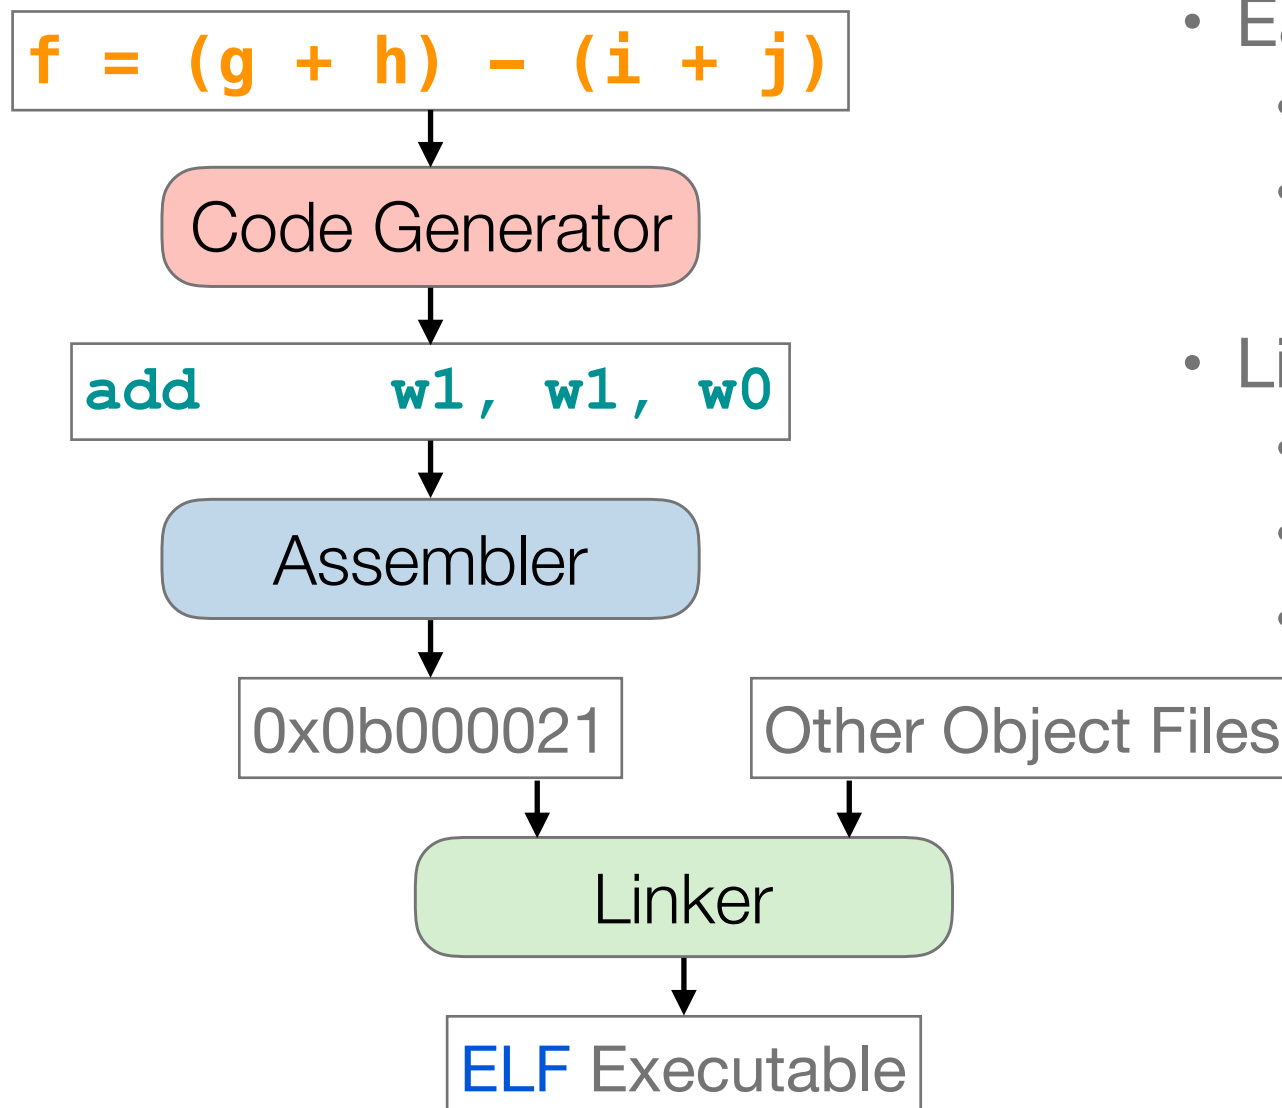 f = (g + h) - (i + j)
Code Generator
add w1, w1, w0
Assembler
0x0b000021
Other Object Files
Linker
ELF Executable